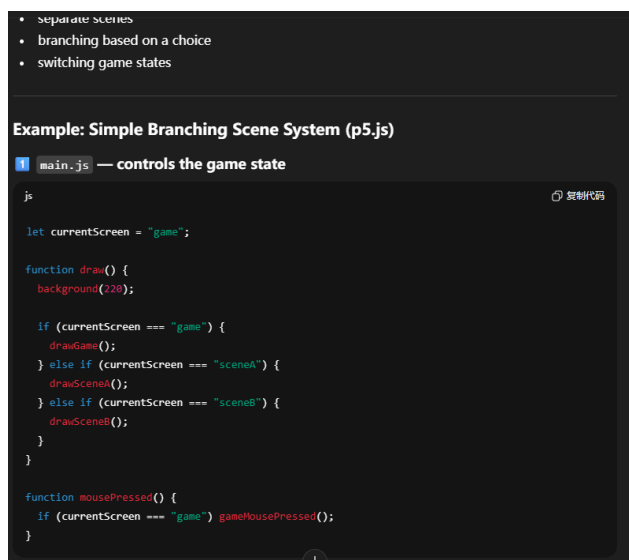 • separate scenes
• branching based on a choice
• switching game states
Example: Simple Branching Scene System (p5.js)
1 main.js — controls the game state
js 复制代码
let currentScreen = "game";
function draw() {
background(220);
if (currentScreen === "game") {
drawGame();
} else if (currentScreen === "sceneA") {
drawSceneA();
} else if (currentScreen === "sceneB") {
drawSceneB();
}
}
function mousePressed() {
if (currentScreen === "game") gameMousePressed();
}